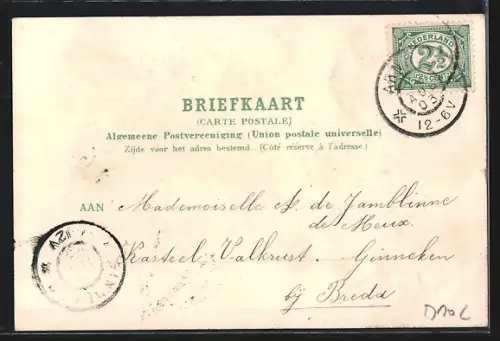 NEDERLAND
2½
CENT
12-6V
03
BRIEFKAART
(CARTE POSTALE)
Algemeene Postvereeniging (Union postale universelle)
Zijde voor het adres bestemd. (Côté réservé à l'adresse.)
AAN Mademoiselle M. de Jamblinne
de Meux.
Kasteel Valkrust. Ginneken
bij Breda